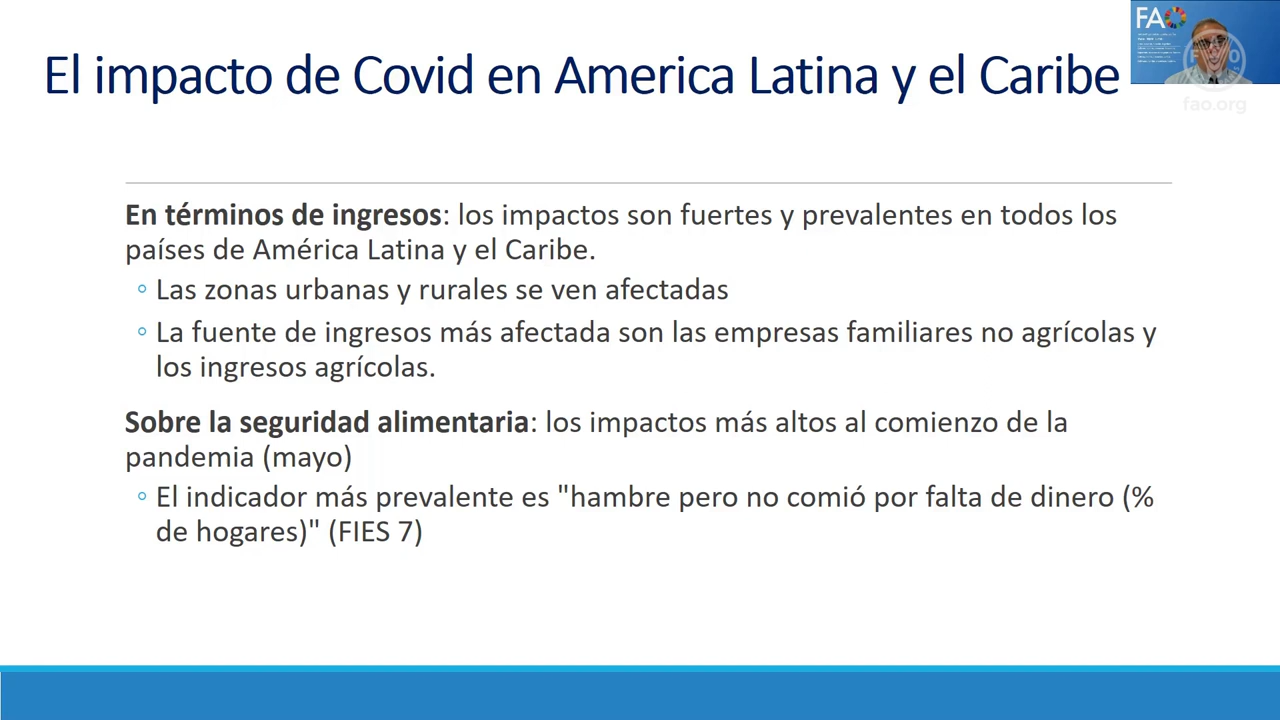 El impacto de Covid en America Latina y el Caribe
FAO
fao.org
En términos de ingresos: los impactos son fuertes y prevalentes en todos los
países de América Latina y el Caribe.
◦ Las zonas urbanas y rurales se ven afectadas
◦ La fuente de ingresos más afectada son las empresas familiares no agrícolas y
los ingresos agrícolas.
Sobre la seguridad alimentaria: los impactos más altos al comienzo de la
pandemia (mayo)
◦ El indicador más prevalente es "hambre pero no comió por falta de dinero (%
de hogares)" (FIES 7)